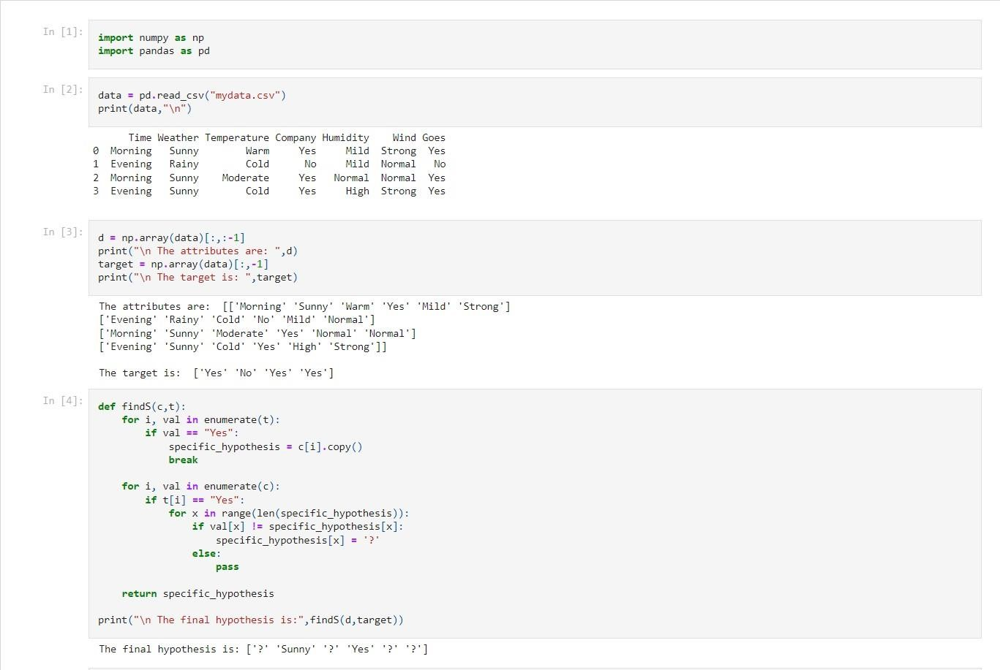 In [1]:
import numpy as np
import pandas as pd
In [2]:
data = pd.read_csv("mydata.csv")
print(data,"\n")
Time Weather Temperature Company Humidity Wind Goes
0 Morning Sunny Warm Yes Mild Strong Yes
1 Evening Rainy Cold No Mild Normal No
2 Morning Sunny Moderate Yes Normal Normal Yes
3 Evening Sunny Cold Yes High Strong Yes
In [3]:
d = np.array(data)[:,:-1]
print("\n The attributes are: ",d)
target = np.array(data)[:,-1]
print("\n The target is: ",target)
The attributes are:  [['Morning' 'Sunny' 'Warm' 'Yes' 'Mild' 'Strong']
['Evening' 'Rainy' 'Cold' 'No' 'Mild' 'Normal']
['Morning' 'Sunny' 'Moderate' 'Yes' 'Normal' 'Normal']
['Evening' 'Sunny' 'Cold' 'Yes' 'High' 'Strong']]
The target is:  ['Yes' 'No' 'Yes' 'Yes']
In [4]:
def findS(c,t):
    for i, val in enumerate(t):
        if val == "Yes":
            specific_hypothesis = c[i].copy()
            break
    for i, val in enumerate(c):
        if t[i] == "Yes":
            for x in range(len(specific_hypothesis)):
                if val[x] != specific_hypothesis[x]:
                    specific_hypothesis[x] = '?'
                else:
                    pass
    return specific_hypothesis
print("\n The final hypothesis is:",findS(d,target))
The final hypothesis is: ['?' 'Sunny' '?' 'Yes' '?' '?']